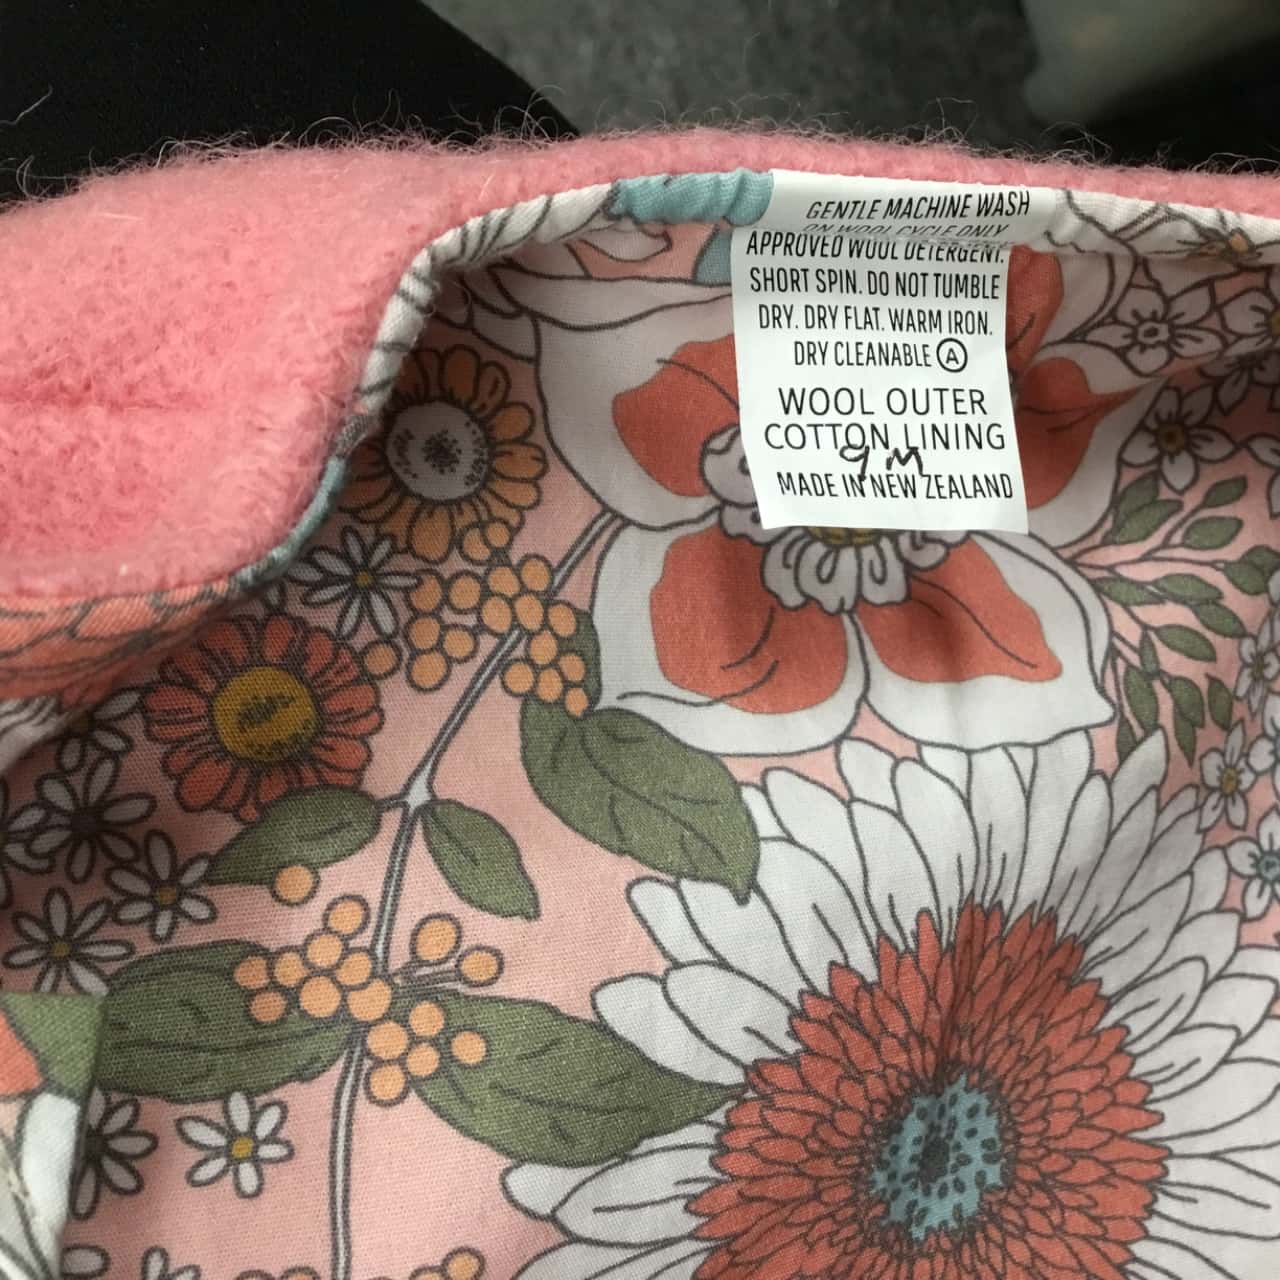 GENTLE MACHINE WASH
ON WOOL CYCLE ONLY
APPROVED WOOL DETERGENT.
SHORT SPIN. DO NOT TUMBLE
DRY. DRY FLAT. WARM IRON.
DRY CLEANABLE Ⓐ
WOOL OUTER
COTTON LINING
9M
MADE IN NEW ZEALAND